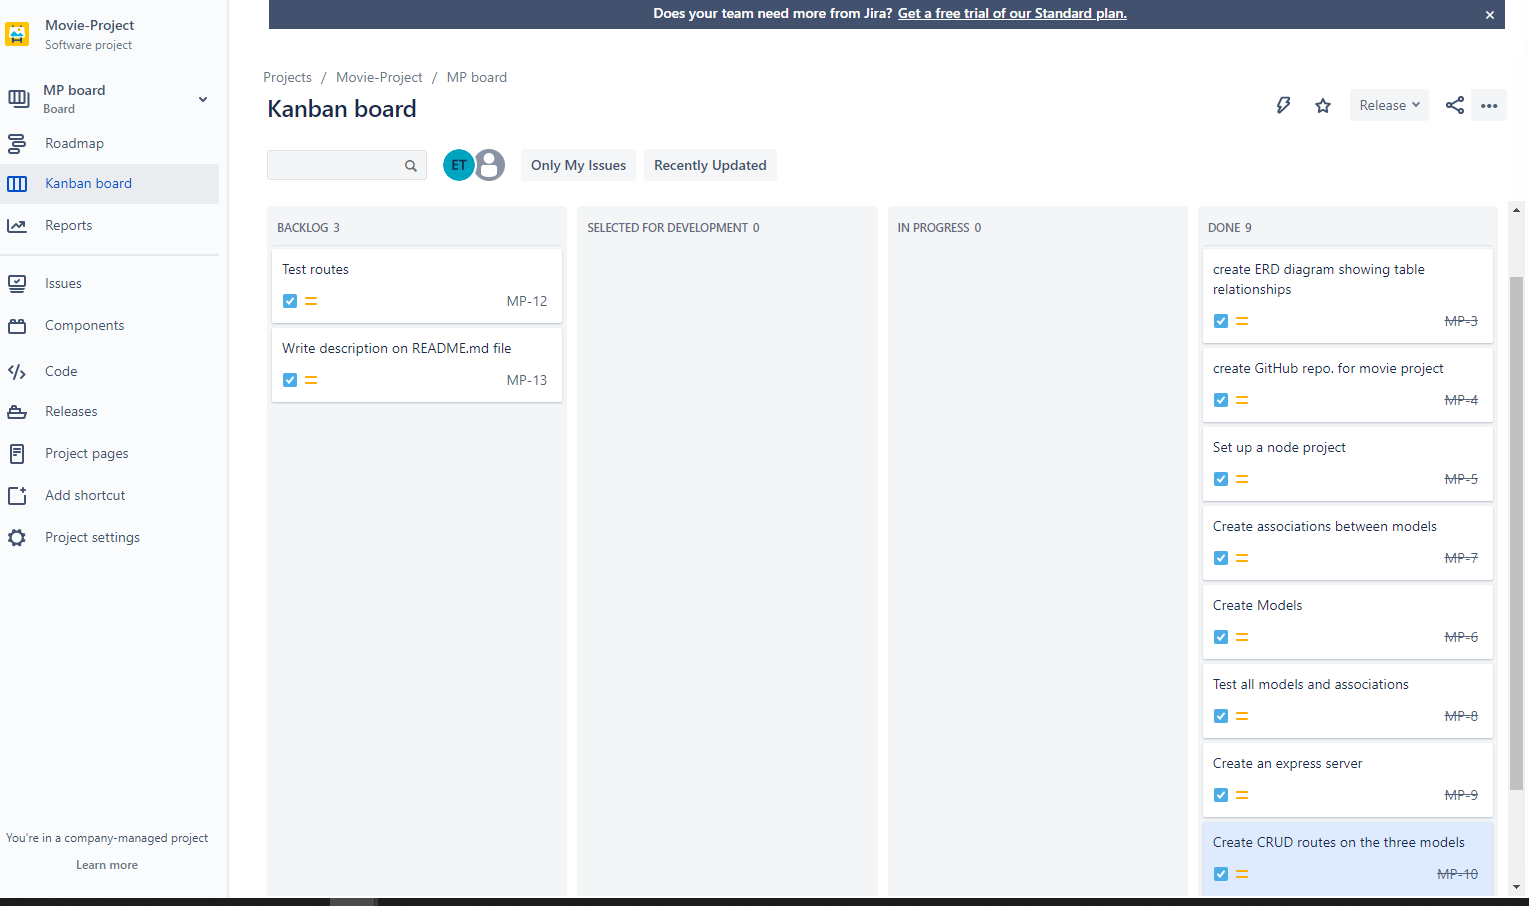 Does your team need more from Jira? Get a free trial of our Standard plan.
Movie-Project
Software project
MP board
Board
Roadmap
Kanban board
Reports
Issues
Components
Code
Releases
Project pages
Add shortcut
Project settings
You're in a company-managed project
Learn more
Projects / Movie-Project / MP board
Kanban board
Release
ET
Only My Issues
Recently Updated
BACKLOG 3
Test routes
MP-12
Write description on README.md file
MP-13
SELECTED FOR DEVELOPMENT 0
IN PROGRESS 0
DONE 9
create ERD diagram showing table
relationships
MP-3
create GitHub repo. for movie project
MP-4
Set up a node project
MP-5
Create associations between models
MP-7
Create Models
MP-6
Test all models and associations
MP-8
Create an express server
MP-9
Create CRUD routes on the three models
MP-10